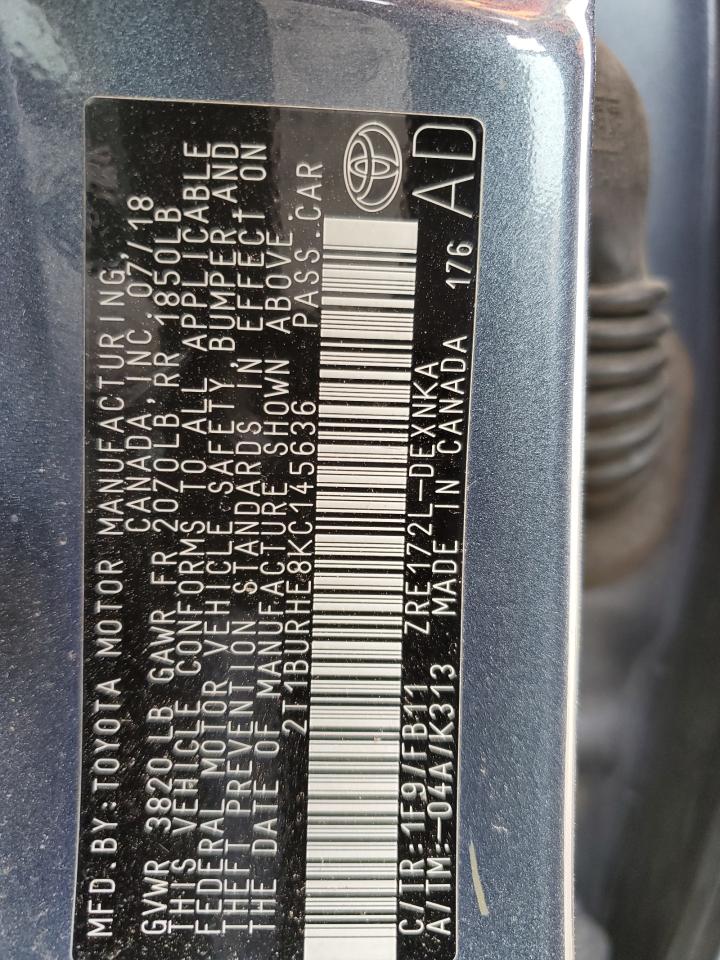 MFD.BY:TOYOTA MOTOR MANUFACTURING,
CANADA, INC. 07/18
GVWR 3820 LB GAWR FR 2070LB, RR 1850LB
THIS VEHICLE CONFORMS TO ALL APPLICABLE
FEDERAL MOTOR VEHICLE SAFETY, BUMPER AND
THEFT PREVENTION STANDARDS IN EFFECT ON
THE DATE OF MANUFACTURE SHOWN ABOVE.
2T1BURHE8KC145636 PASS.CAR
C/TR:1F9/FB11 ZRE172L-DEXNKA
A/TM:-04A/K313 MADE IN CANADA 176
AD